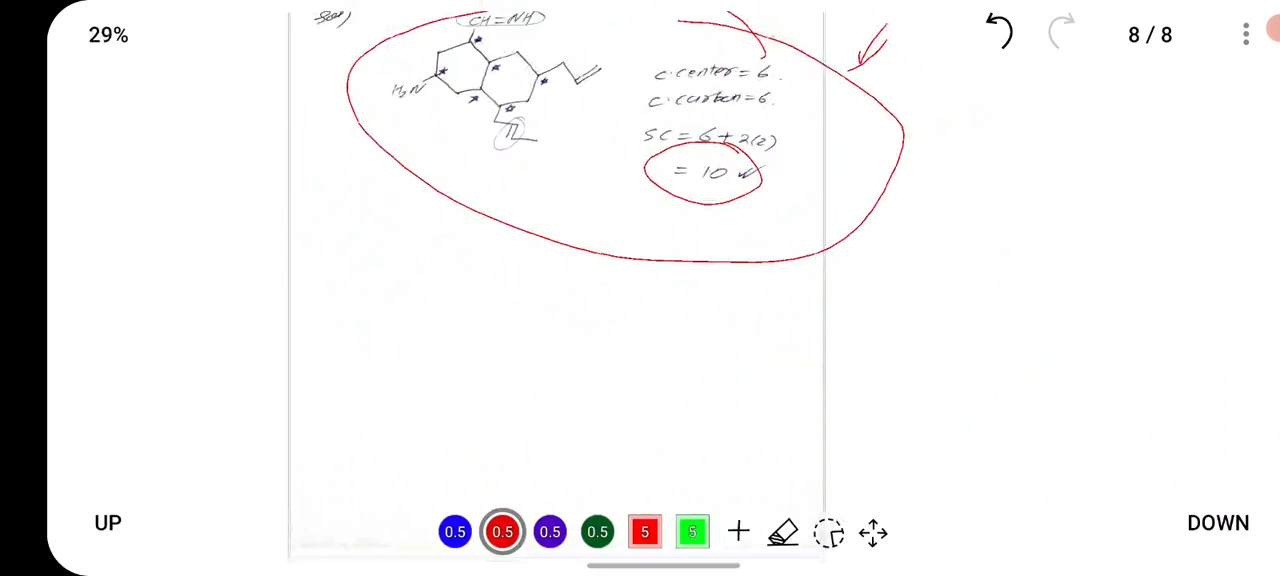 29%
8 / 8
CH=NH
H₂N
C. center = 6.
C. carbon = 6.
SC = 6 + 2(2)
= 10
UP
0.5 0.5 0.5 0.5 5 5
DOWN